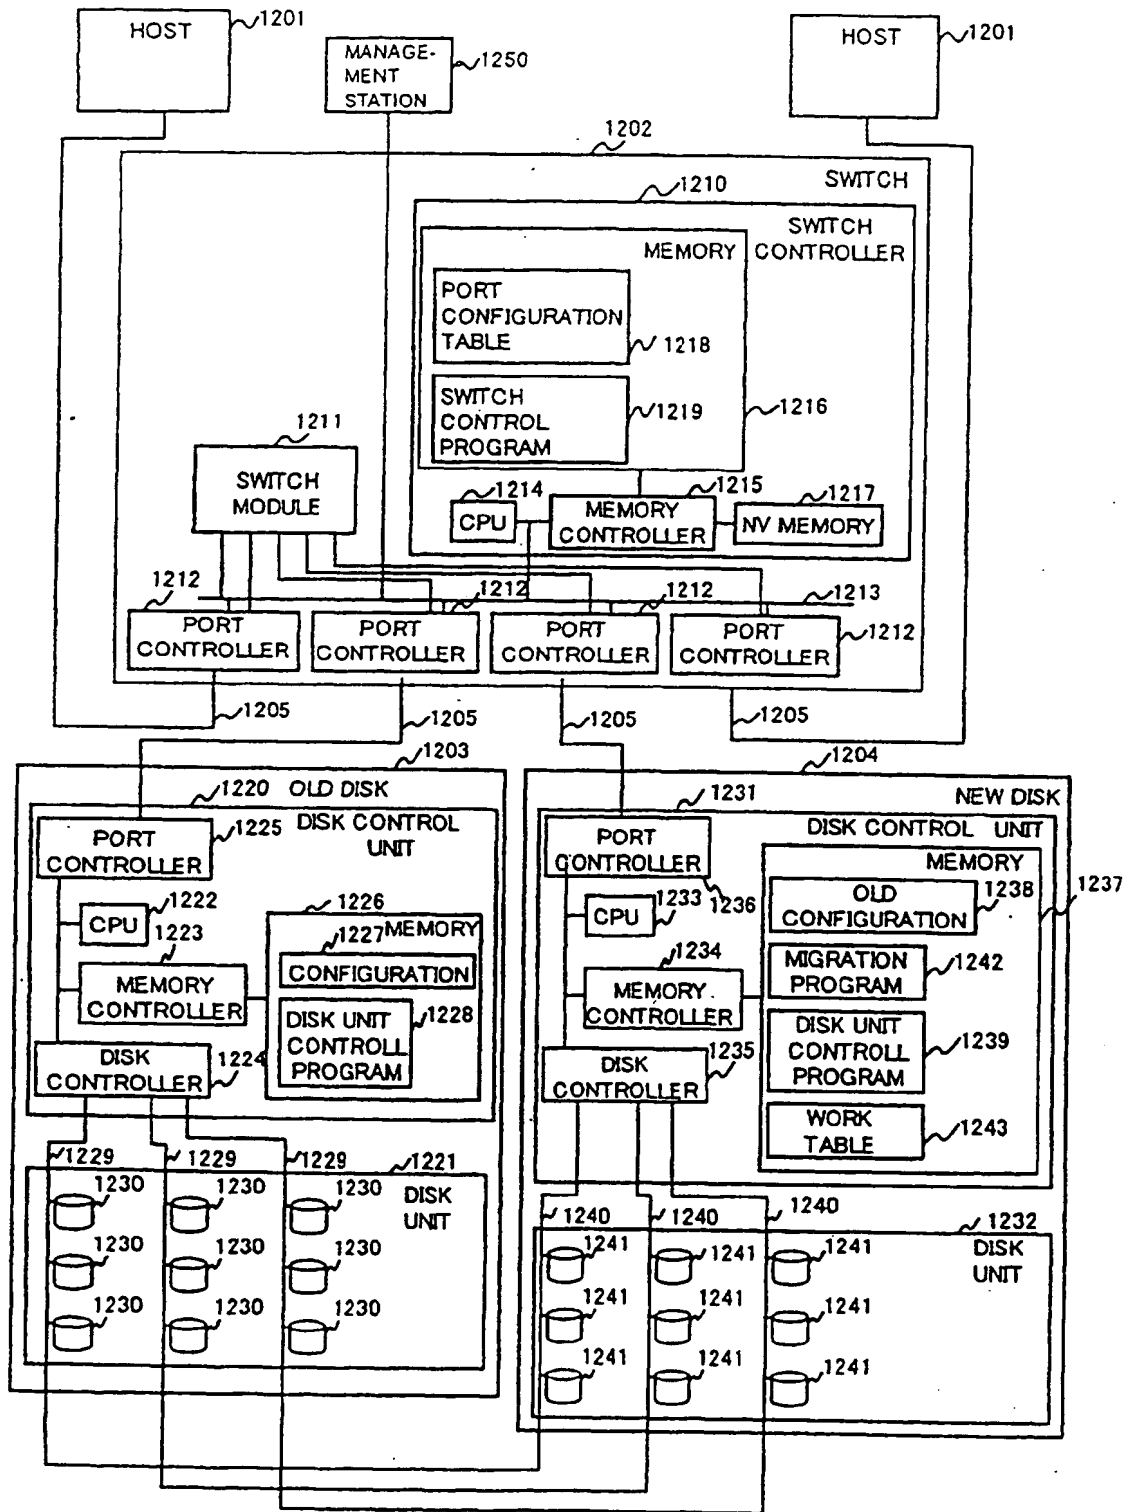 HOST
1201
MANAGE-
MENT
STATION
1250
HOST
1201
1202
SWITCH
1210
SWITCH
CONTROLLER
MEMORY
PORT
CONFIGURATION
TABLE
1218
SWITCH
CONTROL
PROGRAM
1219
1216
1211
SWITCH
MODULE
1214
CPU
1215
MEMORY
CONTROLLER
1217
NV MEMORY
1212
1212
1212
1213
PORT
CONTROLLER
PORT
CONTROLLER
PORT
CONTROLLER
PORT
CONTROLLER
1212
1205
1205
1205
1205
1203
OLD DISK
1220
DISK CONTROL
UNIT
PORT
CONTROLLER
1225
CPU
1222
1223
MEMORY
CONTROLLER
1226
MEMORY
1227
CONFIGURATION
DISK UNIT
CONTROLL
PROGRAM
1228
DISK
CONTROLLER
1224
1229
1229
1229
1221
DISK
UNIT
1230
1230
1230
1230
1230
1230
1230
1230
1230
1204
NEW DISK
1231
DISK CONTROL UNIT
PORT
CONTROLLER
1236
MEMORY
1237
OLD
CONFIGURATION
1238
CPU
1233
MIGRATION
PROGRAM
1242
1234
MEMORY
CONTROLLER
DISK UNIT
CONTROLL
PROGRAM
1239
DISK
CONTROLLER
1235
WORK
TABLE
1243
1240
1240
1240
1232
DISK
UNIT
1241
1241
1241
1241
1241
1241
1241
1241
1241